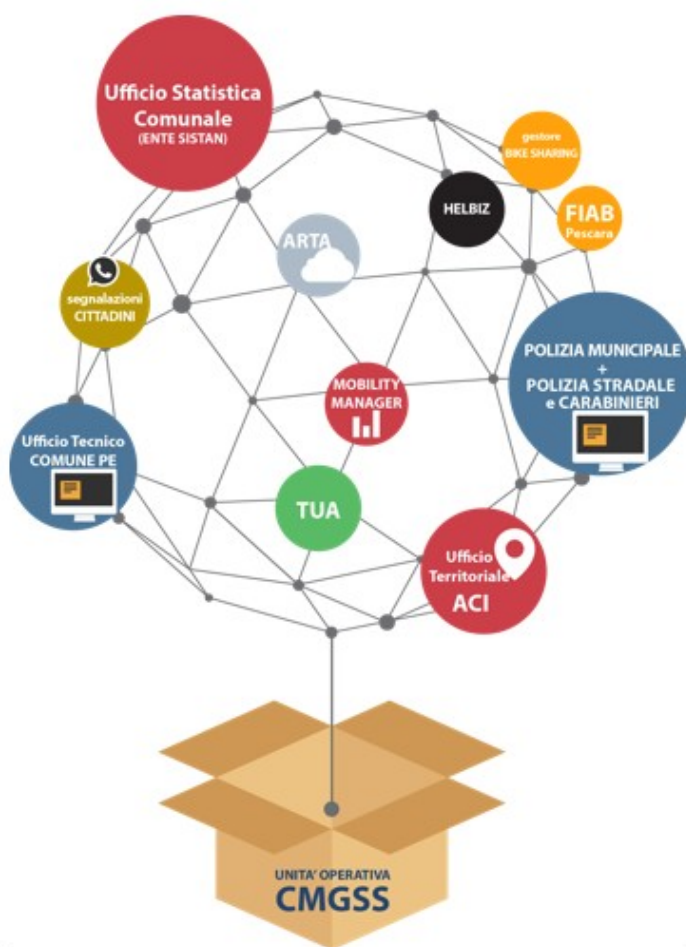 Ufficio Statistica
Comunale
(ENTE SISTAN)
gestore
BIKE SHARING
HELBIZ
FIAB
Pescara
ARTA
segnalazioni
CITTADINI
POLIZIA MUNICIPALE
+
POLIZIA STRADALE
e CARABINIERI
MOBILITY
MANAGER
Ufficio Tecnico
COMUNE PE
TUA
Ufficio
Territoriale
ACI
UNITA' OPERATIVA
CMGSS